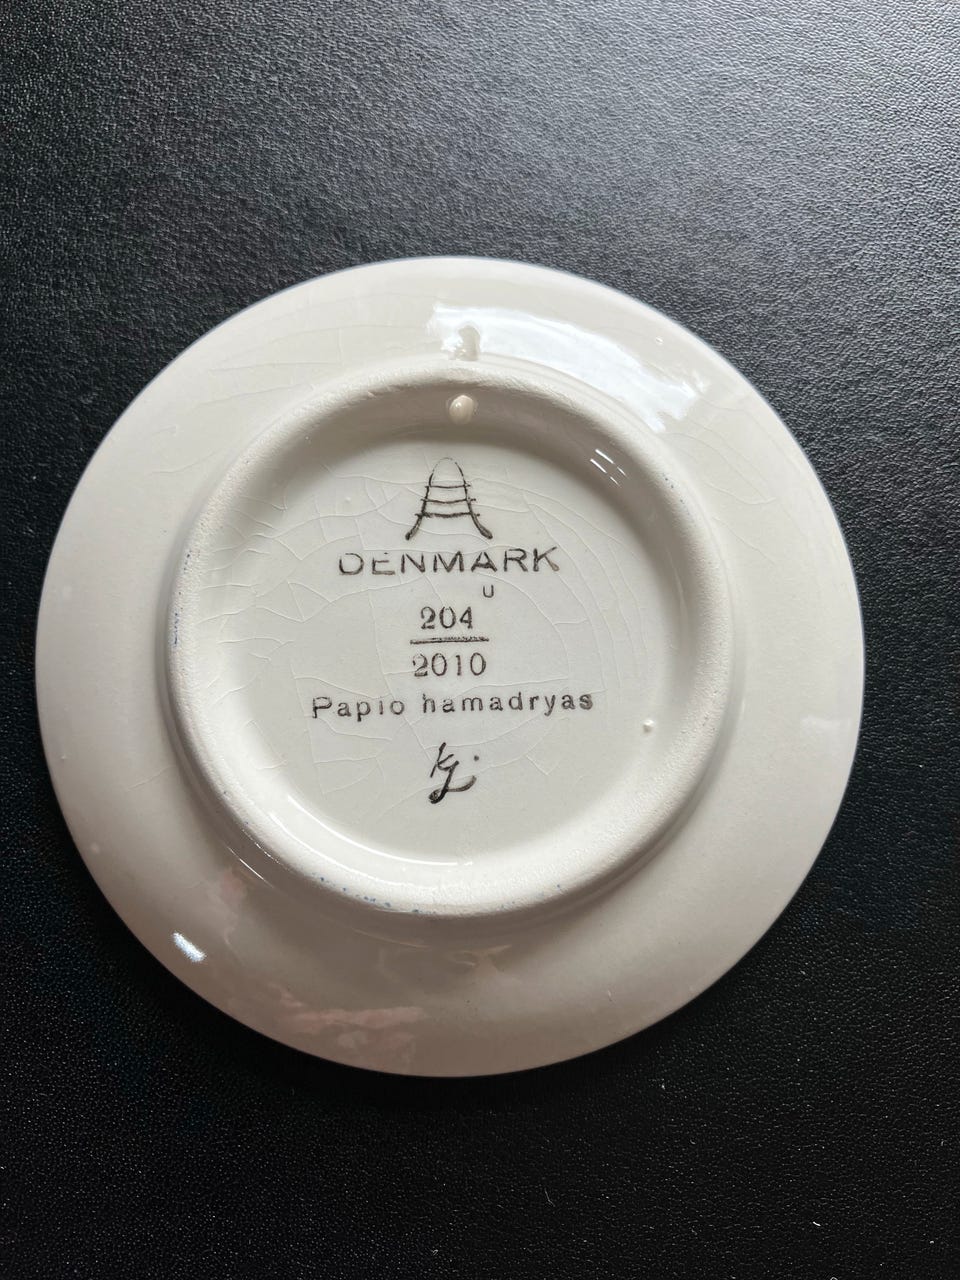 DENMARK
U
204
2010
Papio hamadryas